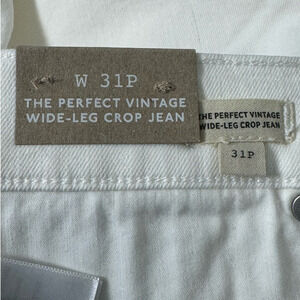 W 31P
THE PERFECT VINTAGE
WIDE-LEG CROP JEAN
THE PERFECT VINTAGE
WIDE-LEG CROP JEAN
31P